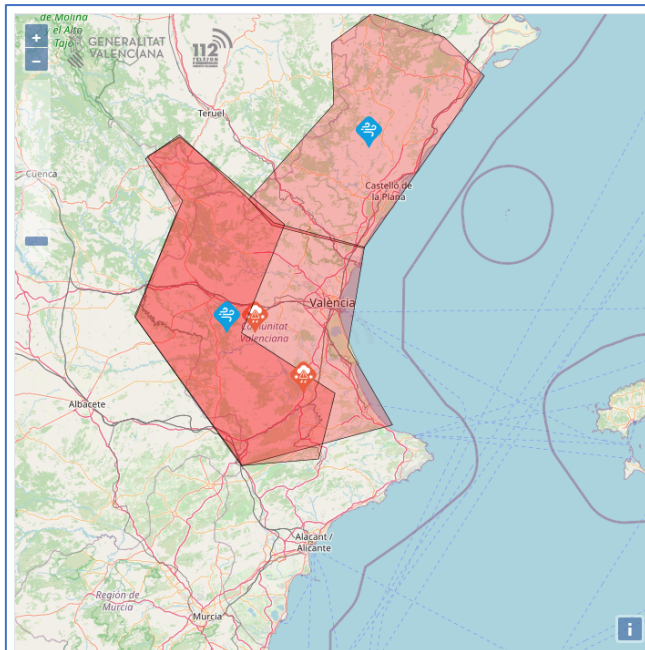 de Molina
y el Alto
Tajo
+
−
GENERALITAT
VALENCIANA
112
Teruel
Cuenca
Castelló de
la Plana
València
Comunitat
Valenciana
Albacete
Alacant /
Alicante
Región de
Murcia
Murcia
i